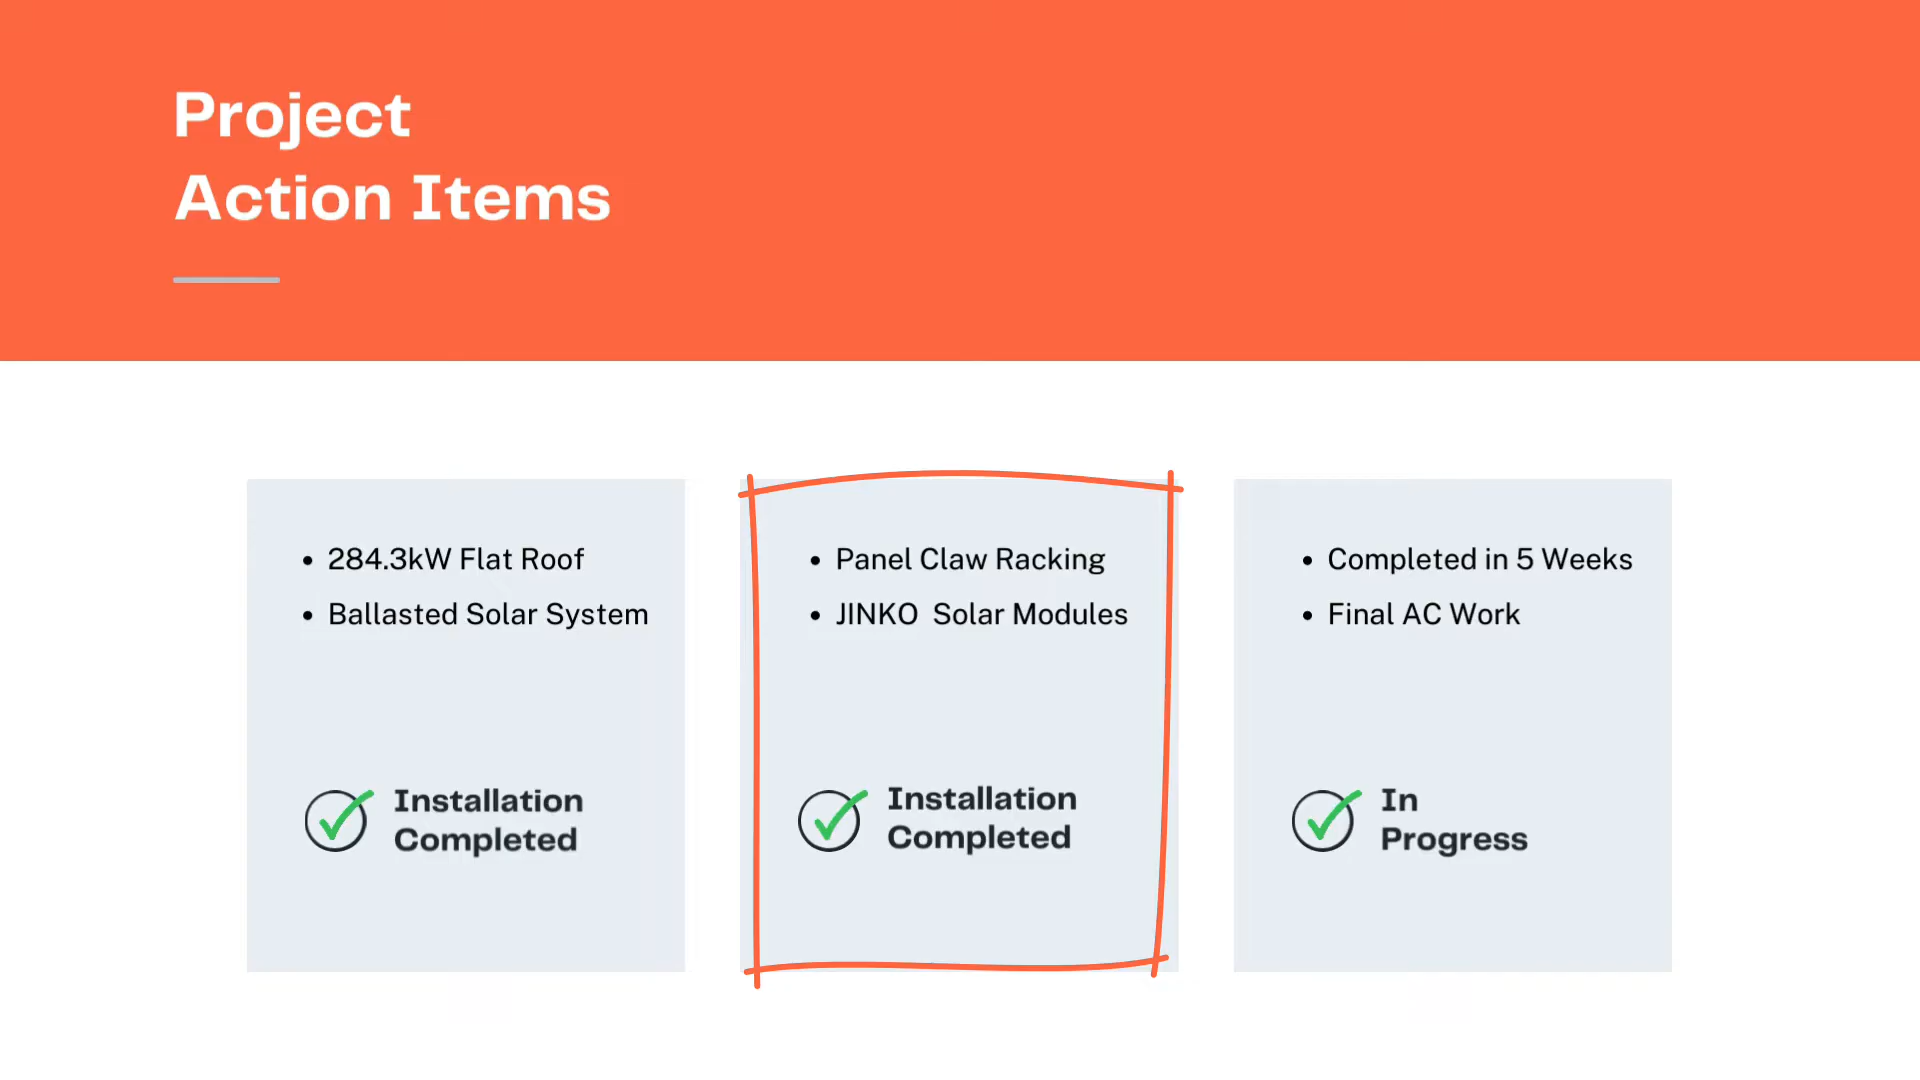 Project
Action Items
• 284.3kW Flat Roof
• Ballasted Solar System
Installation
Completed
• Panel Claw Racking
• JINKO  Solar Modules
Installation
Completed
• Completed in 5 Weeks
• Final AC Work
In
Progress